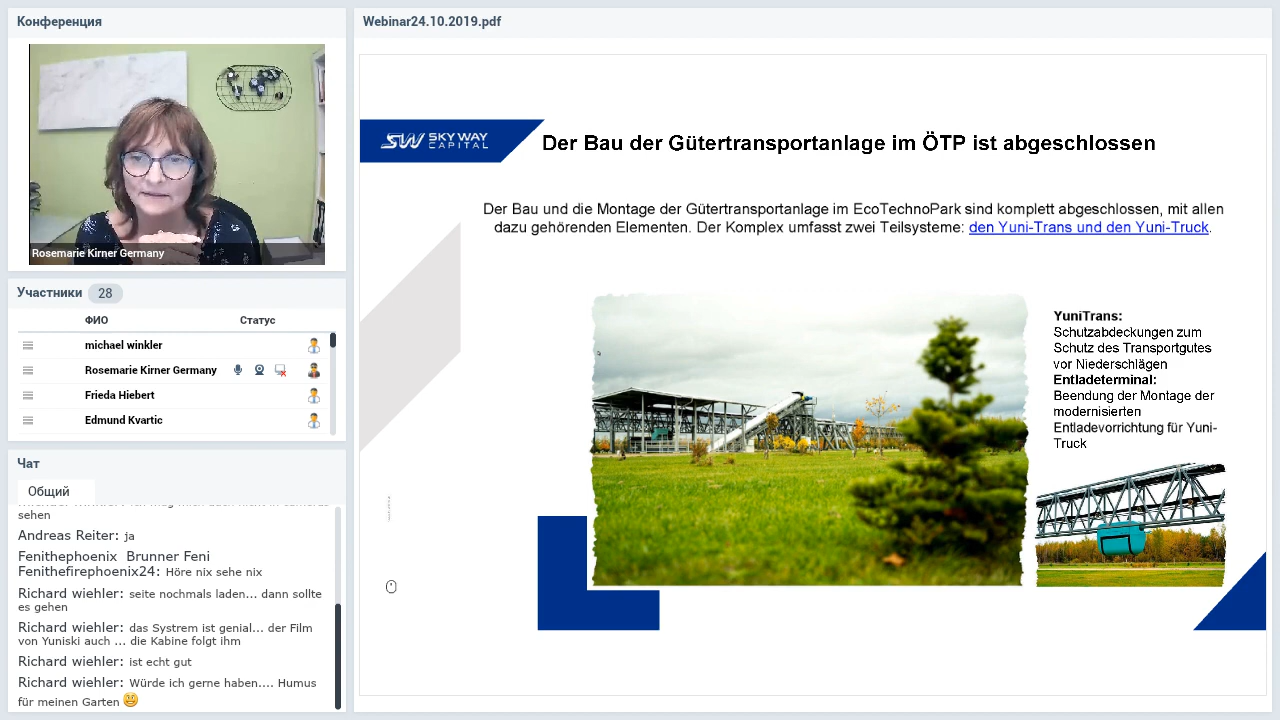 Конференция
Rosemarie Kirner Germany
Участники 28
ФИО Статус
michael winkler
Rosemarie Kirner Germany
Frieda Hiebert
Edmund Kvartic
Чат
Общий
sehen
Andreas Reiter: ja
Fenithephoenix Brunner Feni
Fenithefirephoenix24: Höre nix sehe nix
Richard wiehler: seite nochmals laden... dann sollte
es gehen
Richard wiehler: das Systrem ist genial... der Film
von Yuniski auch ... die Kabine folgt ihm
Richard wiehler: ist echt gut
Richard wiehler: Würde ich gerne haben.... Humus
für meinen Garten
Webinar24.10.2019.pdf
SW SKY WAY
CAPITAL
Der Bau der Gütertransportanlage im ÖTP ist abgeschlossen
Der Bau und die Montage der Gütertransportanlage im EcoTechnoPark sind komplett abgeschlossen, mit allen
dazu gehörenden Elementen. Der Komplex umfasst zwei Teilsysteme: den Yuni-Trans und den Yuni-Truck.
YuniTrans:
Schutzabdeckungen zum
Schutz des Transportgutes
vor Niederschlägen
Entladeterminal:
Beendung der Montage der
modernisierten
Entladevorrichtung für Yuni-
Truck